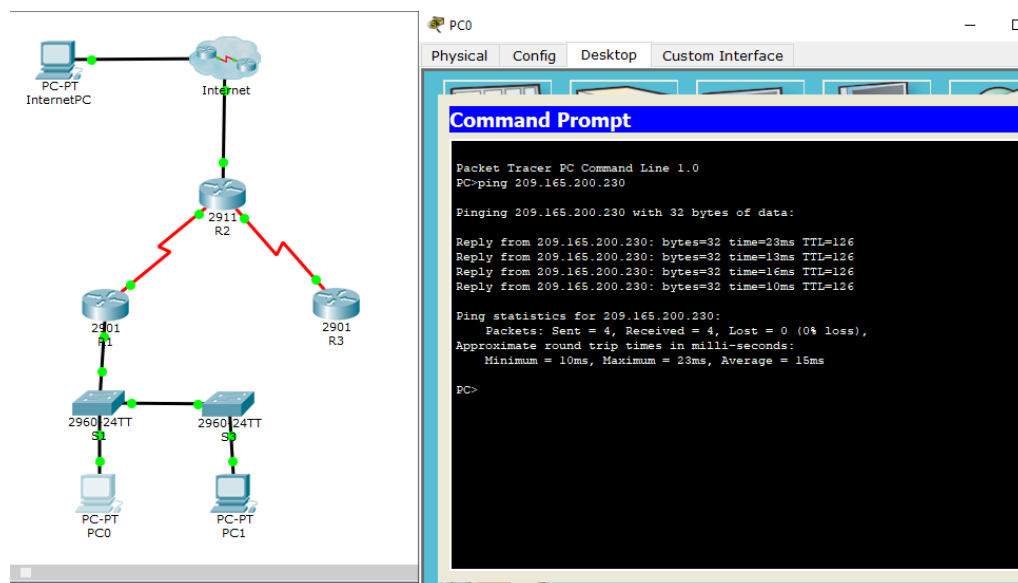 PC-PT
InternetPC
Internet
2911
R2
2901
R1
2901
R3
2960-24TT
S1
2960-24TT
S3
PC-PT
PC0
PC-PT
PC1
PC0
Physical Config Desktop Custom Interface
Command Prompt
Packet Tracer PC Command Line 1.0
PC>ping 209.165.200.230
Pinging 209.165.200.230 with 32 bytes of data:
Reply from 209.165.200.230: bytes=32 time=23ms TTL=126
Reply from 209.165.200.230: bytes=32 time=13ms TTL=126
Reply from 209.165.200.230: bytes=32 time=16ms TTL=126
Reply from 209.165.200.230: bytes=32 time=10ms TTL=126
Ping statistics for 209.165.200.230:
Packets: Sent = 4, Received = 4, Lost = 0 (0% loss),
Approximate round trip times in milli-seconds:
Minimum = 10ms, Maximum = 23ms, Average = 15ms
PC>